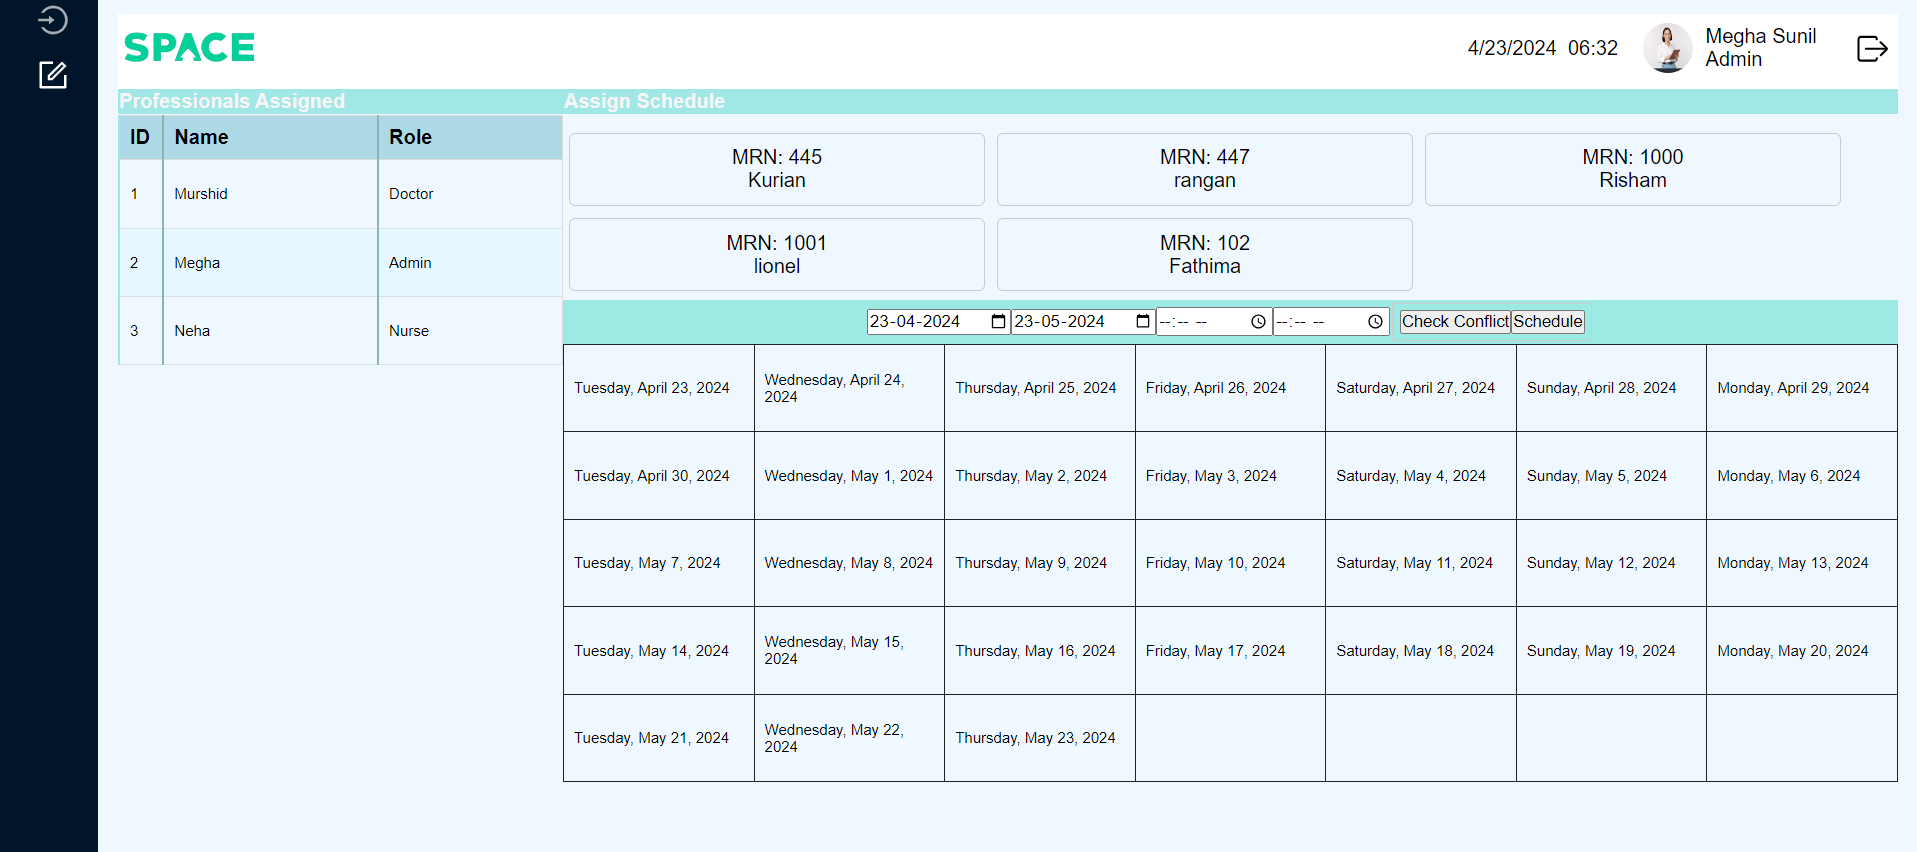 SPACE
4/23/2024 06:32
Megha Sunil
Admin
Professionals Assigned
Assign Schedule
ID Name Role
1 Murshid Doctor
2 Megha Admin
3 Neha Nurse
MRN: 445
Kurian
MRN: 447
rangan
MRN: 1000
Risham
MRN: 1001
lionel
MRN: 102
Fathima
23-04-2024 23-05-2024 --:-- -- --:-- -- Check Conflict Schedule
Tuesday, April 23, 2024
Wednesday, April 24,
2024
Thursday, April 25, 2024
Friday, April 26, 2024
Saturday, April 27, 2024
Sunday, April 28, 2024
Monday, April 29, 2024
Tuesday, April 30, 2024
Wednesday, May 1, 2024
Thursday, May 2, 2024
Friday, May 3, 2024
Saturday, May 4, 2024
Sunday, May 5, 2024
Monday, May 6, 2024
Tuesday, May 7, 2024
Wednesday, May 8, 2024
Thursday, May 9, 2024
Friday, May 10, 2024
Saturday, May 11, 2024
Sunday, May 12, 2024
Monday, May 13, 2024
Tuesday, May 14, 2024
Wednesday, May 15,
2024
Thursday, May 16, 2024
Friday, May 17, 2024
Saturday, May 18, 2024
Sunday, May 19, 2024
Monday, May 20, 2024
Tuesday, May 21, 2024
Wednesday, May 22,
2024
Thursday, May 23, 2024